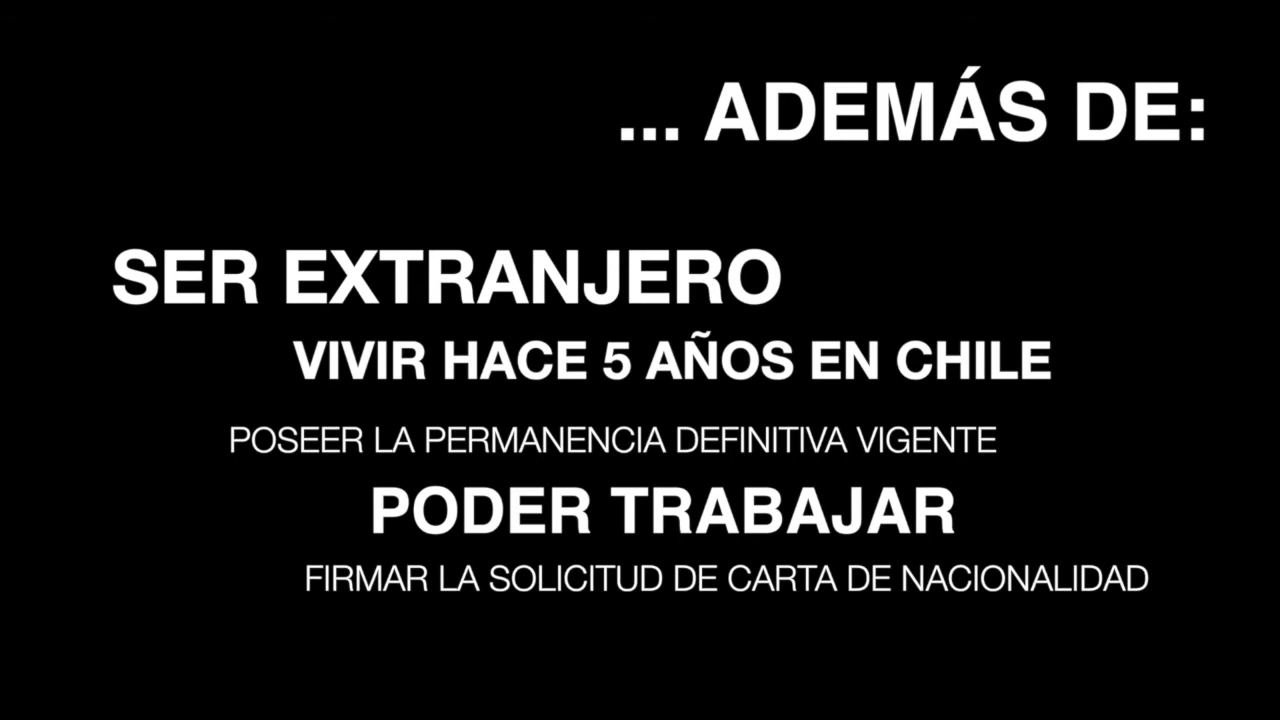 ... ADEMÁS DE:
SER EXTRANJERO
VIVIR HACE 5 AÑOS EN CHILE
POSEER LA PERMANENCIA DEFINITIVA VIGENTE
PODER TRABAJAR
FIRMAR LA SOLICITUD DE CARTA DE NACIONALIDAD